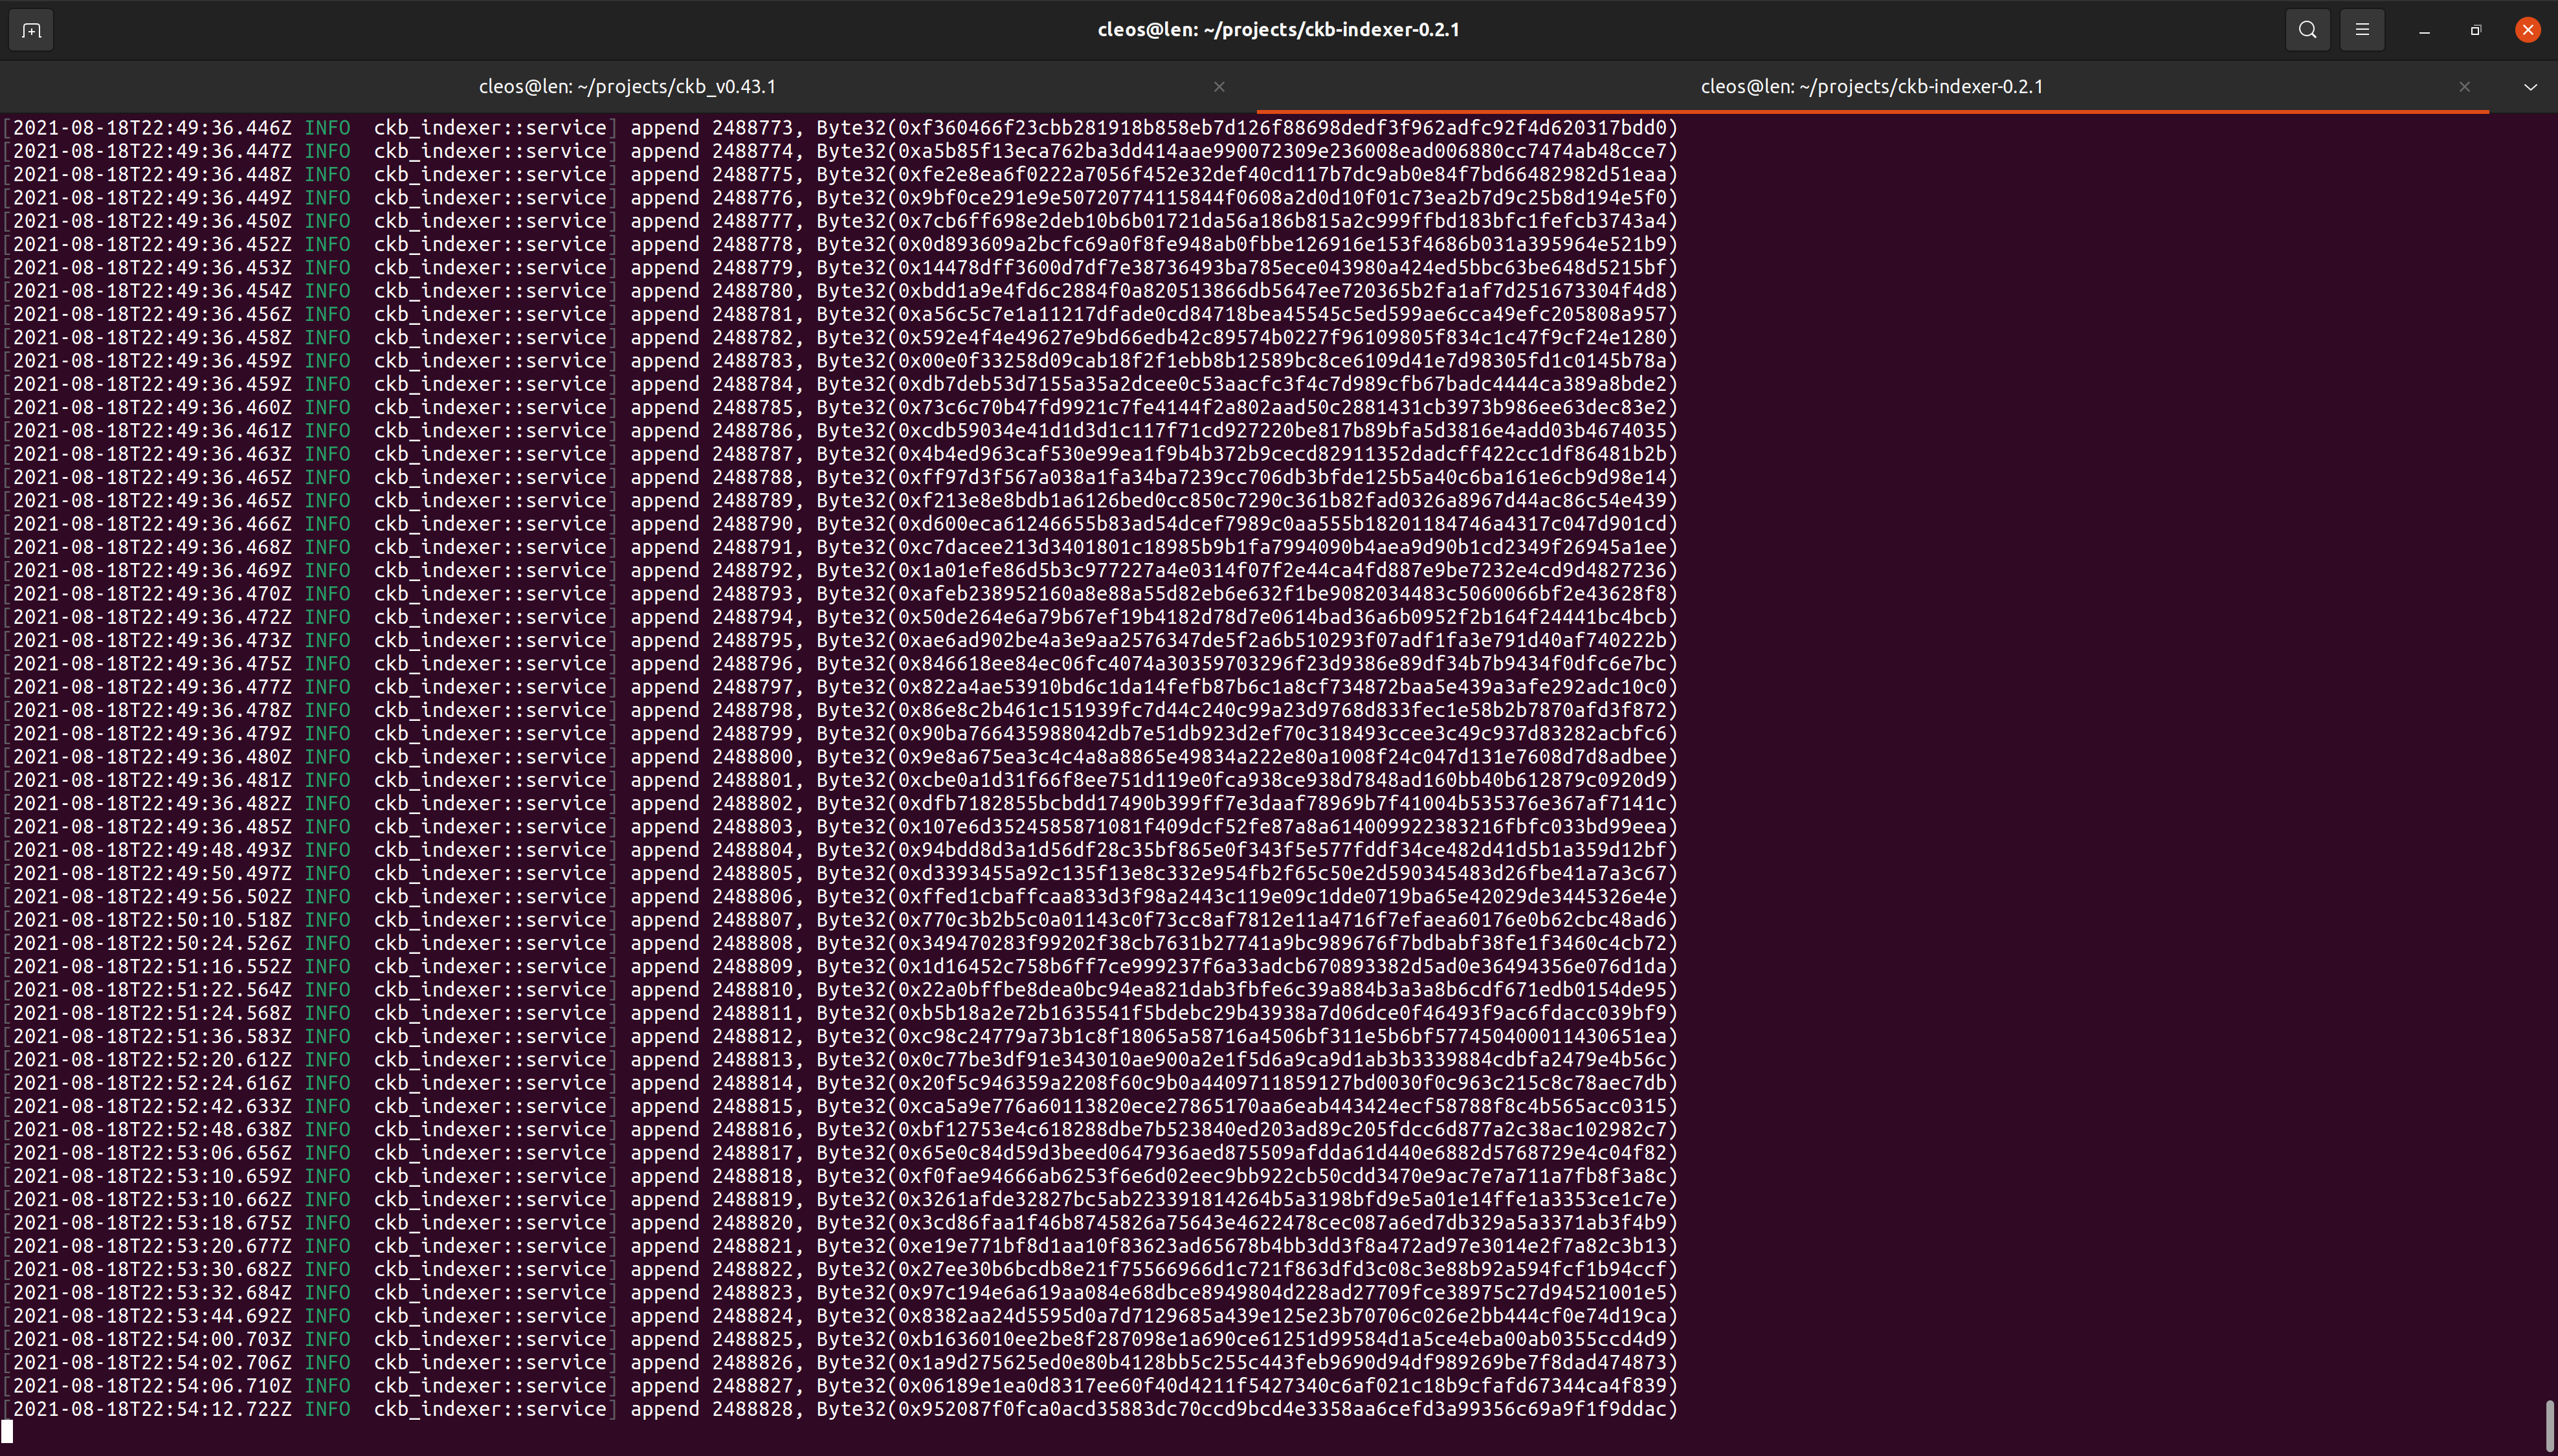 cleos@len: ~/projects/ckb-indexer-0.2.1
cleos@len: ~/projects/ckb_v0.43.1
cleos@len: ~/projects/ckb-indexer-0.2.1
[2021-08-18T22:49:36.446Z INFO  ckb_indexer::service] append 2488773, Byte32(0xf360466f23cbb281918b858eb7d126f88698dedf3f962adfc92f4d620317bdd0)
[2021-08-18T22:49:36.447Z INFO  ckb_indexer::service] append 2488774, Byte32(0xa5b85f13eca762ba3dd414aae990072309e236008ead006880cc7474ab48cce7)
[2021-08-18T22:49:36.448Z INFO  ckb_indexer::service] append 2488775, Byte32(0xfe2e8ea6f0222a7056f452e32def40cd117b7dc9ab0e84f7bd66482982d51eaa)
[2021-08-18T22:49:36.449Z INFO  ckb_indexer::service] append 2488776, Byte32(0x9bf0ce291e9e50720774115844f0608a2d0d10f01c73ea2b7d9c25b8d194e5f0)
[2021-08-18T22:49:36.450Z INFO  ckb_indexer::service] append 2488777, Byte32(0x7cb6ff698e2deb10b6b01721da56a186b815a2c999ffbd183bfc1fefcb3743a4)
[2021-08-18T22:49:36.452Z INFO  ckb_indexer::service] append 2488778, Byte32(0x0d893609a2bcfc69a0f8fe948ab0fbbe126916e153f4686b031a395964e521b9)
[2021-08-18T22:49:36.453Z INFO  ckb_indexer::service] append 2488779, Byte32(0x14478dff3600d7df7e38736493ba785ece043980a424ed5bbc63be648d5215bf)
[2021-08-18T22:49:36.454Z INFO  ckb_indexer::service] append 2488780, Byte32(0xbdd1a9e4fd6c2884f0a820513866db5647ee720365b2fa1af7d251673304f4d8)
[2021-08-18T22:49:36.456Z INFO  ckb_indexer::service] append 2488781, Byte32(0xa56c5c7e1a11217dfade0cd84718bea45545c5ed599ae6cca49efc205808a957)
[2021-08-18T22:49:36.458Z INFO  ckb_indexer::service] append 2488782, Byte32(0x592e4f4e49627e9bd66edb42c89574b0227f96109805f834c1c47f9cf24e1280)
[2021-08-18T22:49:36.459Z INFO  ckb_indexer::service] append 2488783, Byte32(0x00e0f33258d09cab18f2f1ebb8b12589bc8ce6109d41e7d98305fd1c0145b78a)
[2021-08-18T22:49:36.459Z INFO  ckb_indexer::service] append 2488784, Byte32(0xdb7deb53d7155a35a2dcee0c53aacfc3f4c7d989cfb67badc4444ca389a8bde2)
[2021-08-18T22:49:36.460Z INFO  ckb_indexer::service] append 2488785, Byte32(0x73c6c70b47fd9921c7fe4144f2a802aad50c2881431cb3973b986ee63dec83e2)
[2021-08-18T22:49:36.461Z INFO  ckb_indexer::service] append 2488786, Byte32(0xcdb59034e41d1d3d1c117f71cd927220be817b89bfa5d3816e4add03b4674035)
[2021-08-18T22:49:36.463Z INFO  ckb_indexer::service] append 2488787, Byte32(0x4b4ed963caf530e99ea1f9b4b372b9cecd82911352dadcff422cc1df86481b2b)
[2021-08-18T22:49:36.465Z INFO  ckb_indexer::service] append 2488788, Byte32(0xff97d3f567a038a1fa34ba7239cc706db3bfde125b5a40c6ba161e6cb9d98e14)
[2021-08-18T22:49:36.465Z INFO  ckb_indexer::service] append 2488789, Byte32(0xf213e8e8bdb1a6126bed0cc850c7290c361b82fad0326a8967d44ac86c54e439)
[2021-08-18T22:49:36.466Z INFO  ckb_indexer::service] append 2488790, Byte32(0xd600eca61246655b83ad54dcef7989c0aa555b18201184746a4317c047d901cd)
[2021-08-18T22:49:36.468Z INFO  ckb_indexer::service] append 2488791, Byte32(0xc7dacee213d3401801c18985b9b1fa7994090b4aea9d90b1cd2349f26945a1ee)
[2021-08-18T22:49:36.469Z INFO  ckb_indexer::service] append 2488792, Byte32(0x1a01efe86d5b3c977227a4e0314f07f2e44ca4fd887e9be7232e4cd9d4827236)
[2021-08-18T22:49:36.470Z INFO  ckb_indexer::service] append 2488793, Byte32(0xafeb238952160a8e88a55d82eb6e632f1be9082034483c5060066bf2e43628f8)
[2021-08-18T22:49:36.472Z INFO  ckb_indexer::service] append 2488794, Byte32(0x50de264e6a79b67ef19b4182d78d7e0614bad36a6b0952f2b164f24441bc4bcb)
[2021-08-18T22:49:36.473Z INFO  ckb_indexer::service] append 2488795, Byte32(0xae6ad902be4a3e9aa2576347de5f2a6b510293f07adf1fa3e791d40af740222b)
[2021-08-18T22:49:36.475Z INFO  ckb_indexer::service] append 2488796, Byte32(0x846618ee84ec06fc4074a30359703296f23d9386e89df34b7b9434f0dfc6e7bc)
[2021-08-18T22:49:36.477Z INFO  ckb_indexer::service] append 2488797, Byte32(0x822a4ae53910bd6c1da14fefb87b6c1a8cf734872baa5e439a3afe292adc10c0)
[2021-08-18T22:49:36.478Z INFO  ckb_indexer::service] append 2488798, Byte32(0x86e8c2b461c151939fc7d44c240c99a23d9768d833fec1e58b2b7870afd3f872)
[2021-08-18T22:49:36.479Z INFO  ckb_indexer::service] append 2488799, Byte32(0x90ba766435988042db7e51db923d2ef70c318493ccee3c49c937d83282acbfc6)
[2021-08-18T22:49:36.480Z INFO  ckb_indexer::service] append 2488800, Byte32(0x9e8a675ea3c4c4a8a8865e49834a222e80a1008f24c047d131e7608d7d8adbee)
[2021-08-18T22:49:36.481Z INFO  ckb_indexer::service] append 2488801, Byte32(0xcbe0a1d31f66f8ee751d119e0fca938ce938d7848ad160bb40b612879c0920d9)
[2021-08-18T22:49:36.482Z INFO  ckb_indexer::service] append 2488802, Byte32(0xdfb7182855bcbdd17490b399ff7e3daaf78969b7f41004b535376e367af7141c)
[2021-08-18T22:49:36.485Z INFO  ckb_indexer::service] append 2488803, Byte32(0x107e6d3524585871081f409dcf52fe87a8a614009922383216fbfc033bd99eea)
[2021-08-18T22:49:48.493Z INFO  ckb_indexer::service] append 2488804, Byte32(0x94bdd8d3a1d56df28c35bf865e0f343f5e577fddf34ce482d41d5b1a359d12bf)
[2021-08-18T22:49:50.497Z INFO  ckb_indexer::service] append 2488805, Byte32(0xd3393455a92c135f13e8c332e954fb2f65c50e2d590345483d26fbe41a7a3c67)
[2021-08-18T22:49:56.502Z INFO  ckb_indexer::service] append 2488806, Byte32(0xffed1cbaffcaa833d3f98a2443c119e09c1dde0719ba65e42029de3445326e4e)
[2021-08-18T22:50:10.518Z INFO  ckb_indexer::service] append 2488807, Byte32(0x770c3b2b5c0a01143c0f73cc8af7812e11a4716f7efaea60176e0b62cbc48ad6)
[2021-08-18T22:50:24.526Z INFO  ckb_indexer::service] append 2488808, Byte32(0x349470283f99202f38cb7631b27741a9bc989676f7bdbabf38fe1f3460c4cb72)
[2021-08-18T22:51:16.552Z INFO  ckb_indexer::service] append 2488809, Byte32(0x1d16452c758b6ff7ce999237f6a33adcb670893382d5ad0e36494356e076d1da)
[2021-08-18T22:51:22.564Z INFO  ckb_indexer::service] append 2488810, Byte32(0x22a0bffbe8dea0bc94ea821dab3fbfe6c39a884b3a3a8b6cdf671edb0154de95)
[2021-08-18T22:51:24.568Z INFO  ckb_indexer::service] append 2488811, Byte32(0xb5b18a2e72b1635541f5bdebc29b43938a7d06dce0f46493f9ac6fdacc039bf9)
[2021-08-18T22:51:36.583Z INFO  ckb_indexer::service] append 2488812, Byte32(0xc98c24779a73b1c8f18065a58716a4506bf311e5b6bf577450400011430651ea)
[2021-08-18T22:52:20.612Z INFO  ckb_indexer::service] append 2488813, Byte32(0x0c77be3df91e343010ae900a2e1f5d6a9ca9d1ab3b3339884cdbfa2479e4b56c)
[2021-08-18T22:52:24.616Z INFO  ckb_indexer::service] append 2488814, Byte32(0x20f5c946359a2208f60c9b0a4409711859127bd0030f0c963c215c8c78aec7db)
[2021-08-18T22:52:42.633Z INFO  ckb_indexer::service] append 2488815, Byte32(0xca5a9e776a60113820ece27865170aa6eab443424ecf58788f8c4b565acc0315)
[2021-08-18T22:52:48.638Z INFO  ckb_indexer::service] append 2488816, Byte32(0xbf12753e4c618288dbe7b523840ed203ad89c205fdcc6d877a2c38ac102982c7)
[2021-08-18T22:53:06.656Z INFO  ckb_indexer::service] append 2488817, Byte32(0x65e0c84d59d3beed0647936aed875509afdda61d440e6882d5768729e4c04f82)
[2021-08-18T22:53:10.659Z INFO  ckb_indexer::service] append 2488818, Byte32(0xf0fae94666ab6253f6e6d02eec9bb922cb50cdd3470e9ac7e7a711a7fb8f3a8c)
[2021-08-18T22:53:10.662Z INFO  ckb_indexer::service] append 2488819, Byte32(0x3261afde32827bc5ab223391814264b5a3198bfd9e5a01e14ffe1a3353ce1c7e)
[2021-08-18T22:53:18.675Z INFO  ckb_indexer::service] append 2488820, Byte32(0x3cd86faa1f46b8745826a75643e4622478cec087a6ed7db329a5a3371ab3f4b9)
[2021-08-18T22:53:20.677Z INFO  ckb_indexer::service] append 2488821, Byte32(0xe19e771bf8d1aa10f83623ad65678b4bb3dd3f8a472ad97e3014e2f7a82c3b13)
[2021-08-18T22:53:30.682Z INFO  ckb_indexer::service] append 2488822, Byte32(0x27ee30b6bcdb8e21f75566966d1c721f863dfd3c08c3e88b92a594fcf1b94ccf)
[2021-08-18T22:53:32.684Z INFO  ckb_indexer::service] append 2488823, Byte32(0x97c194e6a619aa084e68dbce8949804d228ad27709fce38975c27d94521001e5)
[2021-08-18T22:53:44.692Z INFO  ckb_indexer::service] append 2488824, Byte32(0x8382aa24d5595d0a7d7129685a439e125e23b70706c026e2bb444cf0e74d19ca)
[2021-08-18T22:54:00.703Z INFO  ckb_indexer::service] append 2488825, Byte32(0xb1636010ee2be8f287098e1a690ce61251d99584d1a5ce4eba00ab0355ccd4d9)
[2021-08-18T22:54:02.706Z INFO  ckb_indexer::service] append 2488826, Byte32(0x1a9d275625ed0e80b4128bb5c255c443feb9690d94df989269be7f8dad474873)
[2021-08-18T22:54:06.710Z INFO  ckb_indexer::service] append 2488827, Byte32(0x06189e1ea0d8317ee60f40d4211f5427340c6af021c18b9cfafd67344ca4f839)
[2021-08-18T22:54:12.722Z INFO  ckb_indexer::service] append 2488828, Byte32(0x952087f0fca0acd35883dc70ccd9bcd4e3358aa6cefd3a99356c69a9f1f9ddac)